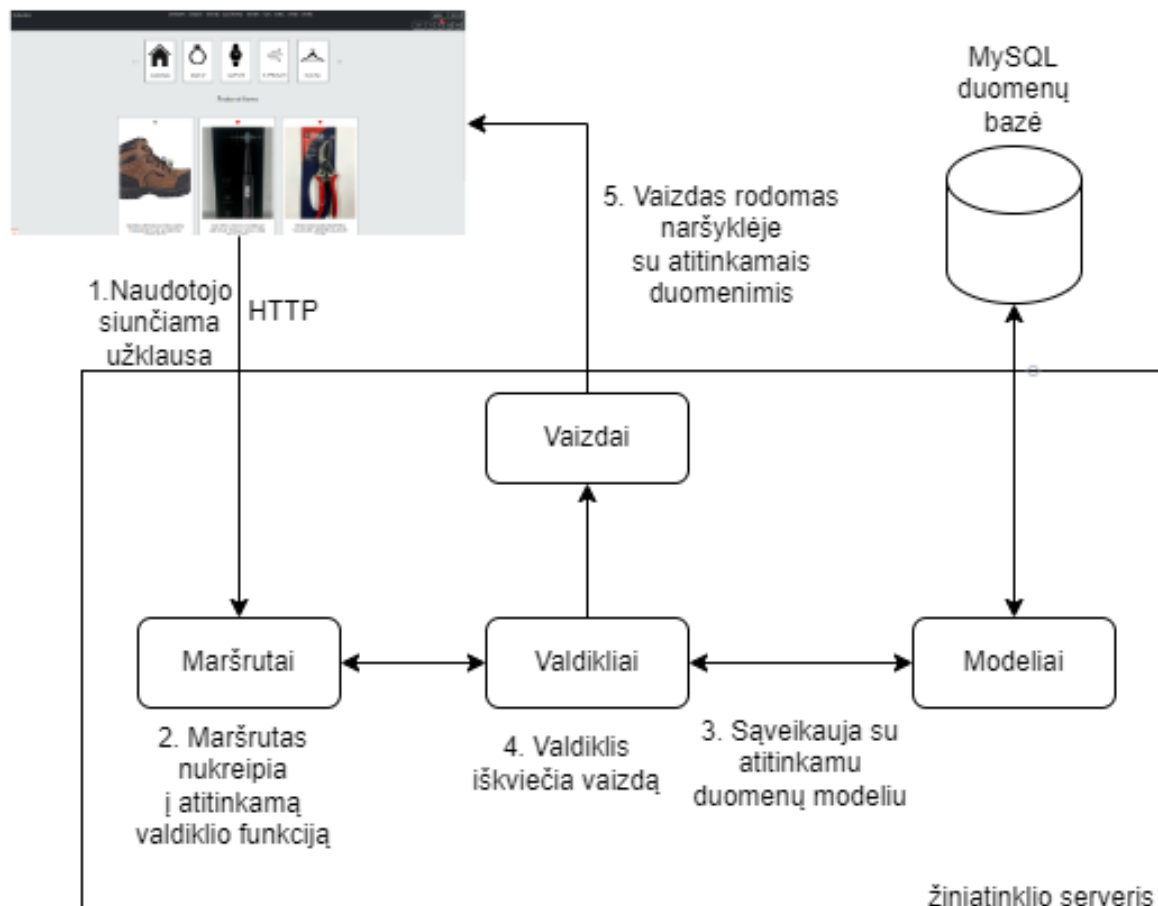 MySQL
duomenų
bazė
5. Vaizdas rodomas
naršyklėje
su atitinkamais
duomenimis
1.Naudotojo
siunčiama
užklausa
HTTP
Vaizdai
Maršrutai
Valdikliai
Modeliai
2. Maršrutas
nukreipia
į atitinkamą
valdiklio funkciją
4. Valdiklis
iškviečia vaizdą
3. Sąveikauja su
atitinkamu
duomenų modeliu
žiniatinklio serveris